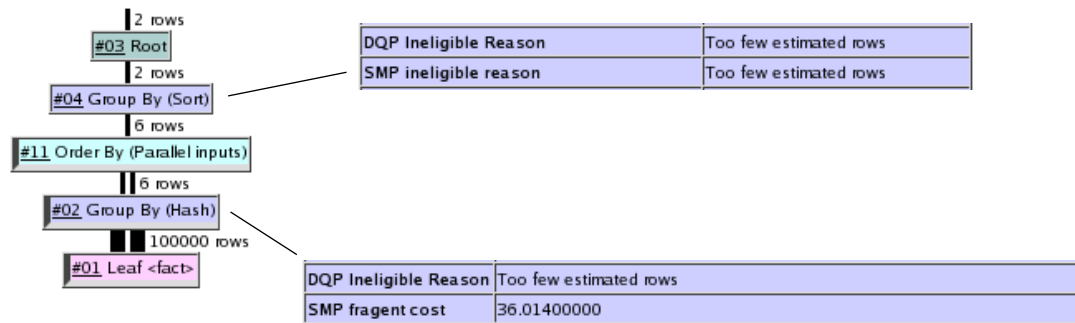 2 rows
#03 Root
2 rows
#04 Group By (Sort)
6 rows
#11 Order By (Parallel inputs)
6 rows
#02 Group By (Hash)
100000 rows
#01 Leaf <fact>
DQP Ineligible Reason Too few estimated rows
SMP ineligible reason Too few estimated rows
DQP Ineligible Reason Too few estimated rows
SMP fragent cost 36.01400000